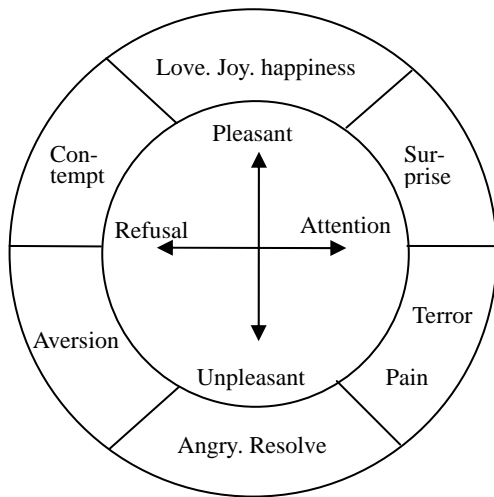 Love. Joy. happiness
Pleasant
Con-
tempt
Sur-
prise
Refusal
Attention
Aversion
Terror
Unpleasant
Pain
Angry. Resolve